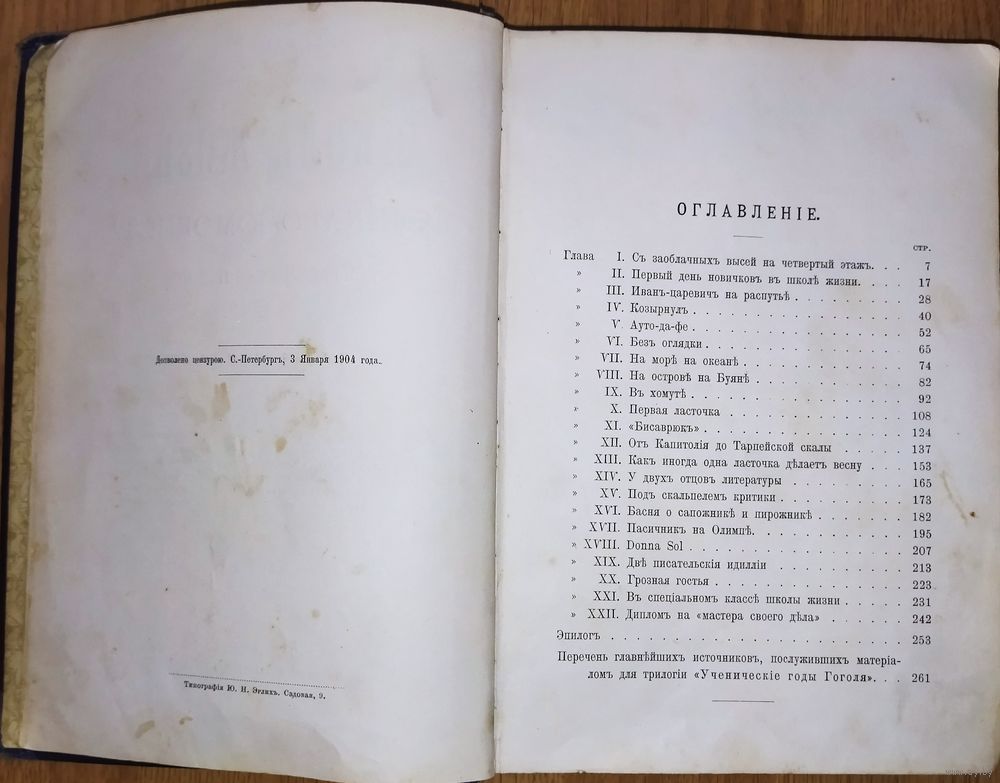 Дозволено цензурою. С.-Петербургъ, 3 Января 1904 года.
Типографія Ю. Н. Эрлихъ. Садовая, 9.
ОГЛАВЛЕНІЕ.
СТР.
Глава I. Съ заоблачныхъ высей на четвертый этажъ. . . 7
» II. Первый день новичковъ въ школѣ жизни. . . . 17
» III. Иванъ-царевичъ на распутьѣ . . . . . . . . 28
» IV. Козырнулъ . . . . . . . . . . . . . . . 40
» V. Ауто-да-фе . . . . . . . . . . . . . . . 52
» VI. Безъ оглядки . . . . . . . . . . . . . . 65
» VII. На морѣ на океанѣ . . . . . . . . . . . . 74
» VIII. На островѣ на Буянѣ . . . . . . . . . . . 82
» IX. Въ хомутѣ . . . . . . . . . . . . . . . 92
» X. Первая ласточка . . . . . . . . . . . . . 108
» XI. «Бисаврюкъ» . . . . . . . . . . . . . . 124
» XII. Отъ Капитолія до Тарпейской скалы . . . . . 137
» XIII. Какъ иногда одна ласточка дѣлаетъ весну . . . 153
» XIV. У двухъ отцовъ литературы . . . . . . . . 165
» XV. Подъ скальпелемъ критики . . . . . . . . . 173
» XVI. Басня о сапожникѣ и пирожникѣ . . . . . . . 182
» XVII. Пасичникъ на Олимпѣ. . . . . . . . . . . 195
» XVIII. Donna Sol . . . . . . . . . . . . . . . 207
» XIX. Двѣ писательскія идилліи . . . . . . . . . 213
» XX. Грозная гостья . . . . . . . . . . . . . 223
» XXI. Въ спеціальномъ классѣ школы жизни . . . . . 231
» XXII. Дипломъ на «мастера своего дѣла» . . . . . . 242
Эпилогъ . . . . . . . . . . . . . . . . . . . 253
Перечень главнѣйшихъ источниковъ, послужившихъ матеріа-
ломъ для трилогіи «Ученическіе годы Гоголя». . . 261